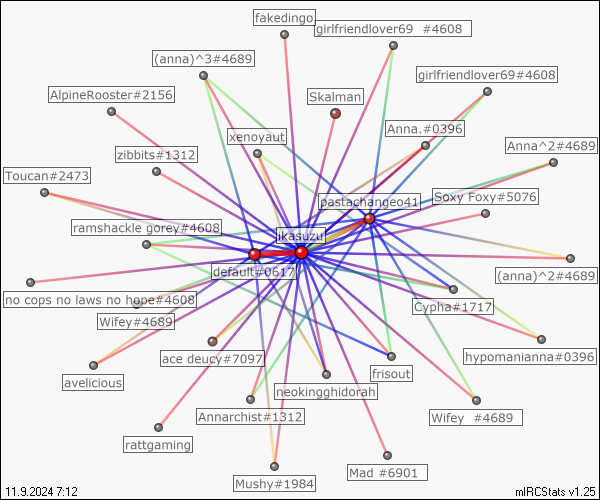 fakedingo
girlfriendlover69  #4608
(anna)^3#4689
girlfriendlover69#4608
AlpineRooster#2156
Skalman
Anna.#0396
xenoyaut
Anna^2#4689
zibbits#1312
Toucan#2473
Soxy Foxy#5076
pastachangeo41
ramshackle gorey#4608
ikasuzu
default#0617
(anna)^2#4689
no cops no laws no hope#4608
Cypha#1717
Wifey#4689
ace deucy#7097
hypomanianna#0396
frisout
avelicious
neokingghidorah
Annarchist#1312
Wifey  #4689
rattgaming
Mad #6901
Mushy#1984
11.9.2024 7:12
mIRCStats v1.25